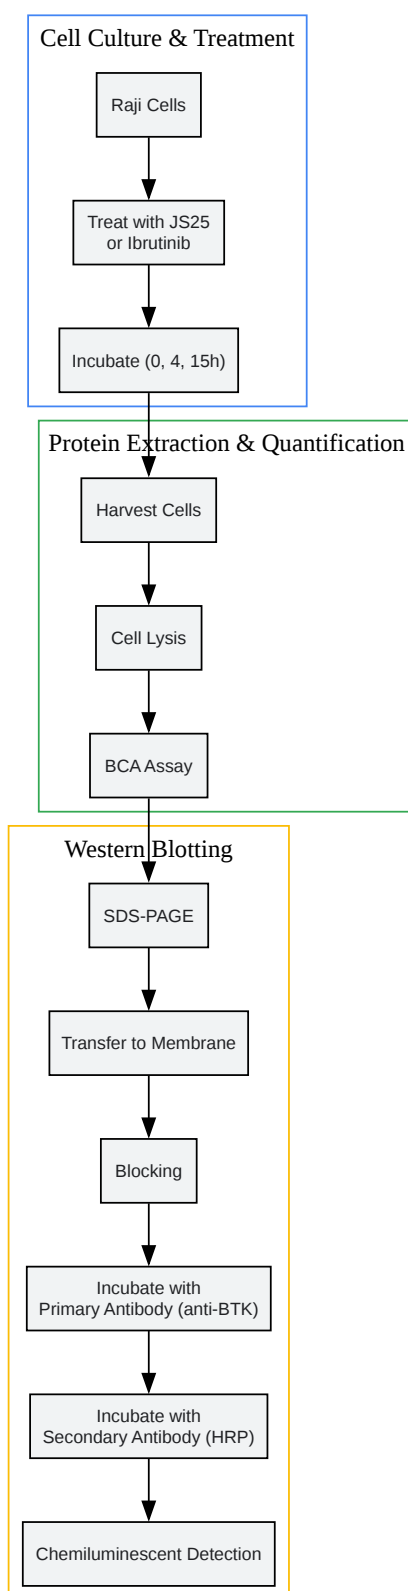 Cell Culture & Treatment
Raji Cells
Treat with JS25
or Ibrutinib
Incubate (0, 4, 15h)
Protein Extraction & Quantification
Harvest Cells
Cell Lysis
BCA Assay
Western Blotting
SDS-PAGE
Transfer to Membrane
Blocking
Incubate with
Primary Antibody (anti-BTK)
Incubate with
Secondary Antibody (HRP)
Chemiluminescent Detection